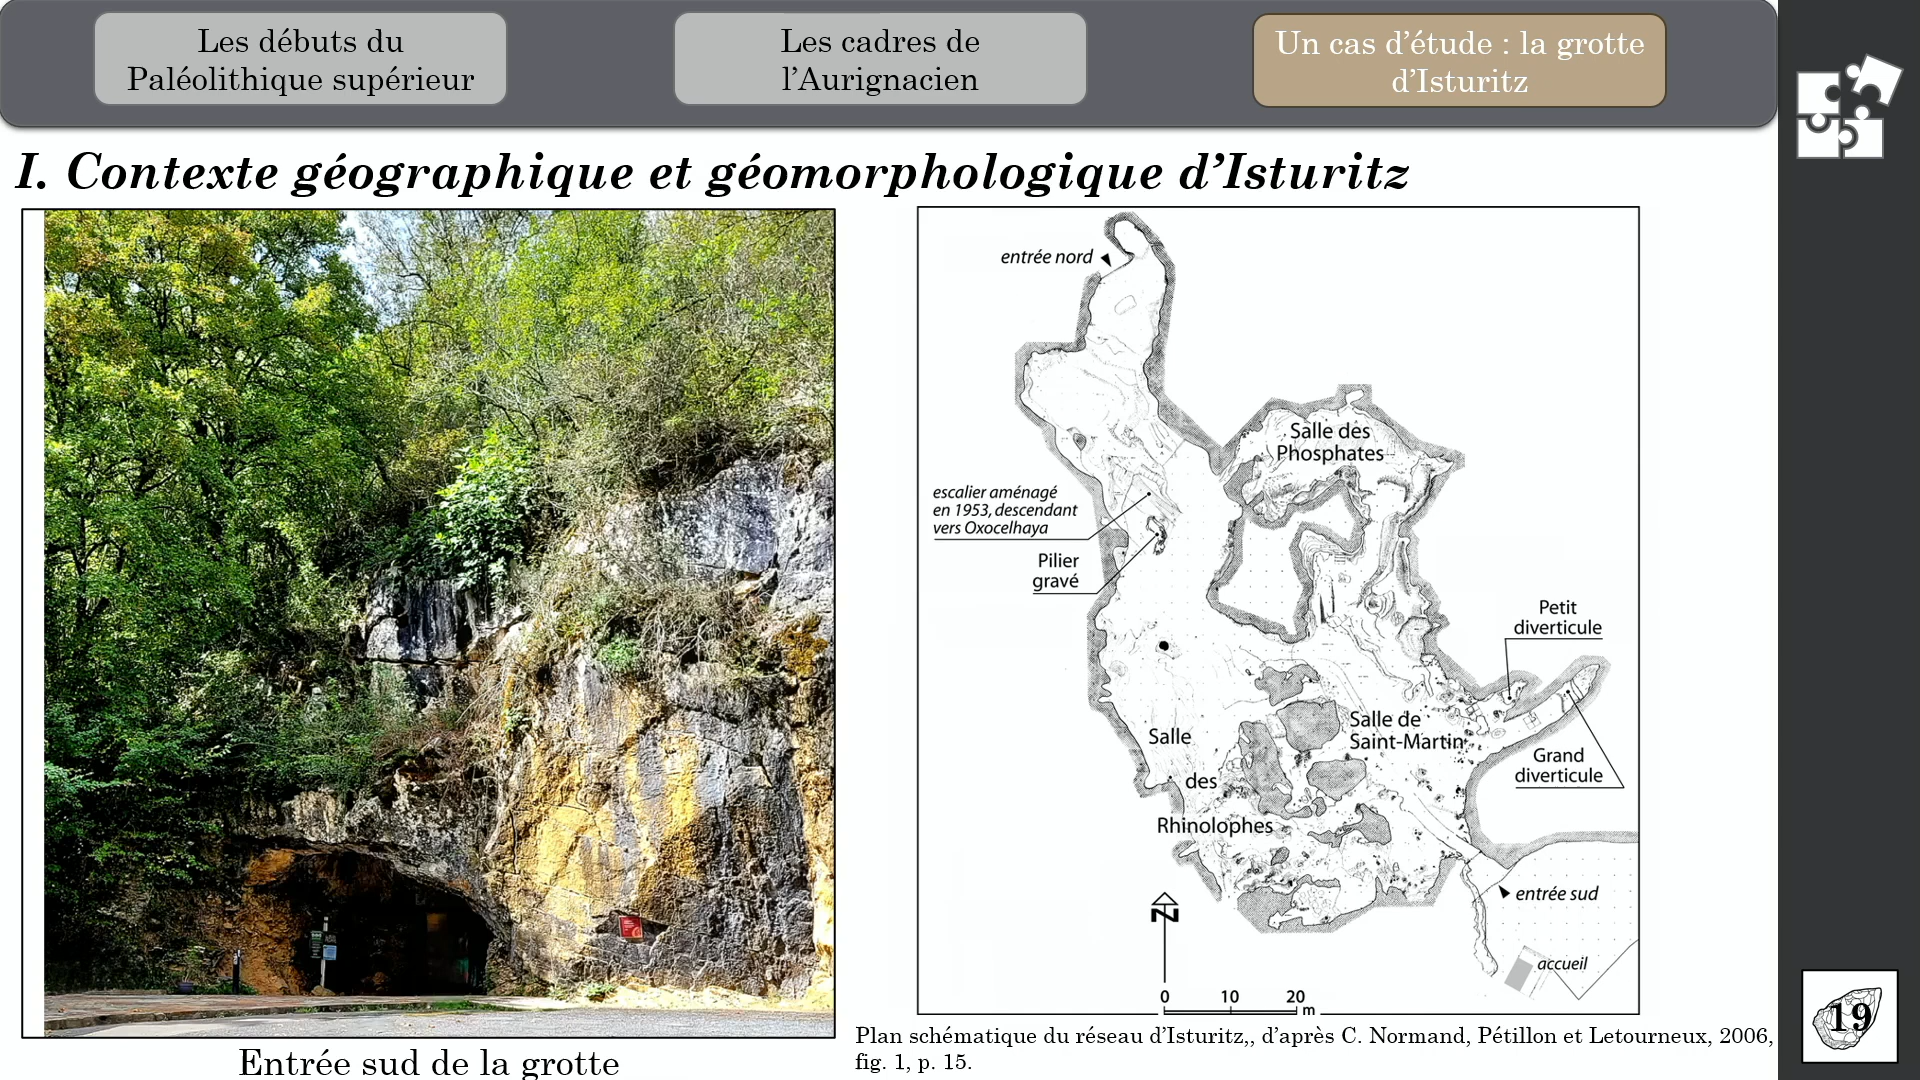 Les débuts du
Paléolithique supérieur
Les cadres de
l’Aurignacien
Un cas d’étude : la grotte
d’Isturitz
I. Contexte géographique et géomorphologique d’Isturitz
entrée nord
Salle des
Phosphates
escalier aménagé
en 1953, descendant
vers Oxocelhaya
Pilier
gravé
Petit
diverticule
Salle de
Saint-Martin
Salle
des
Rhinolophes
Grand
diverticule
entrée sud
accueil
N
0 10 20
m
Entrée sud de la grotte
Plan schématique du réseau d’Isturitz,, d’après C. Normand, Pétillon et Letourneux, 2006,
fig. 1, p. 15.
19